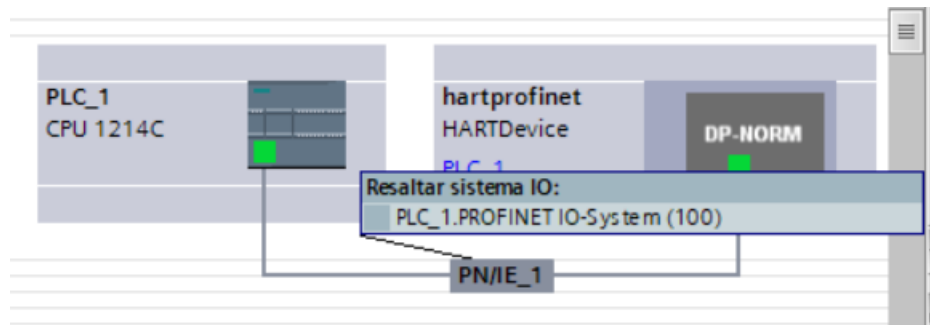 PLC_1
CPU 1214C
hartprofinet
HARTDevice
DP-NORM
PLC_1
Resaltar sistema IO:
PLC_1.PROFINET IO-System (100)
PN/IE_1